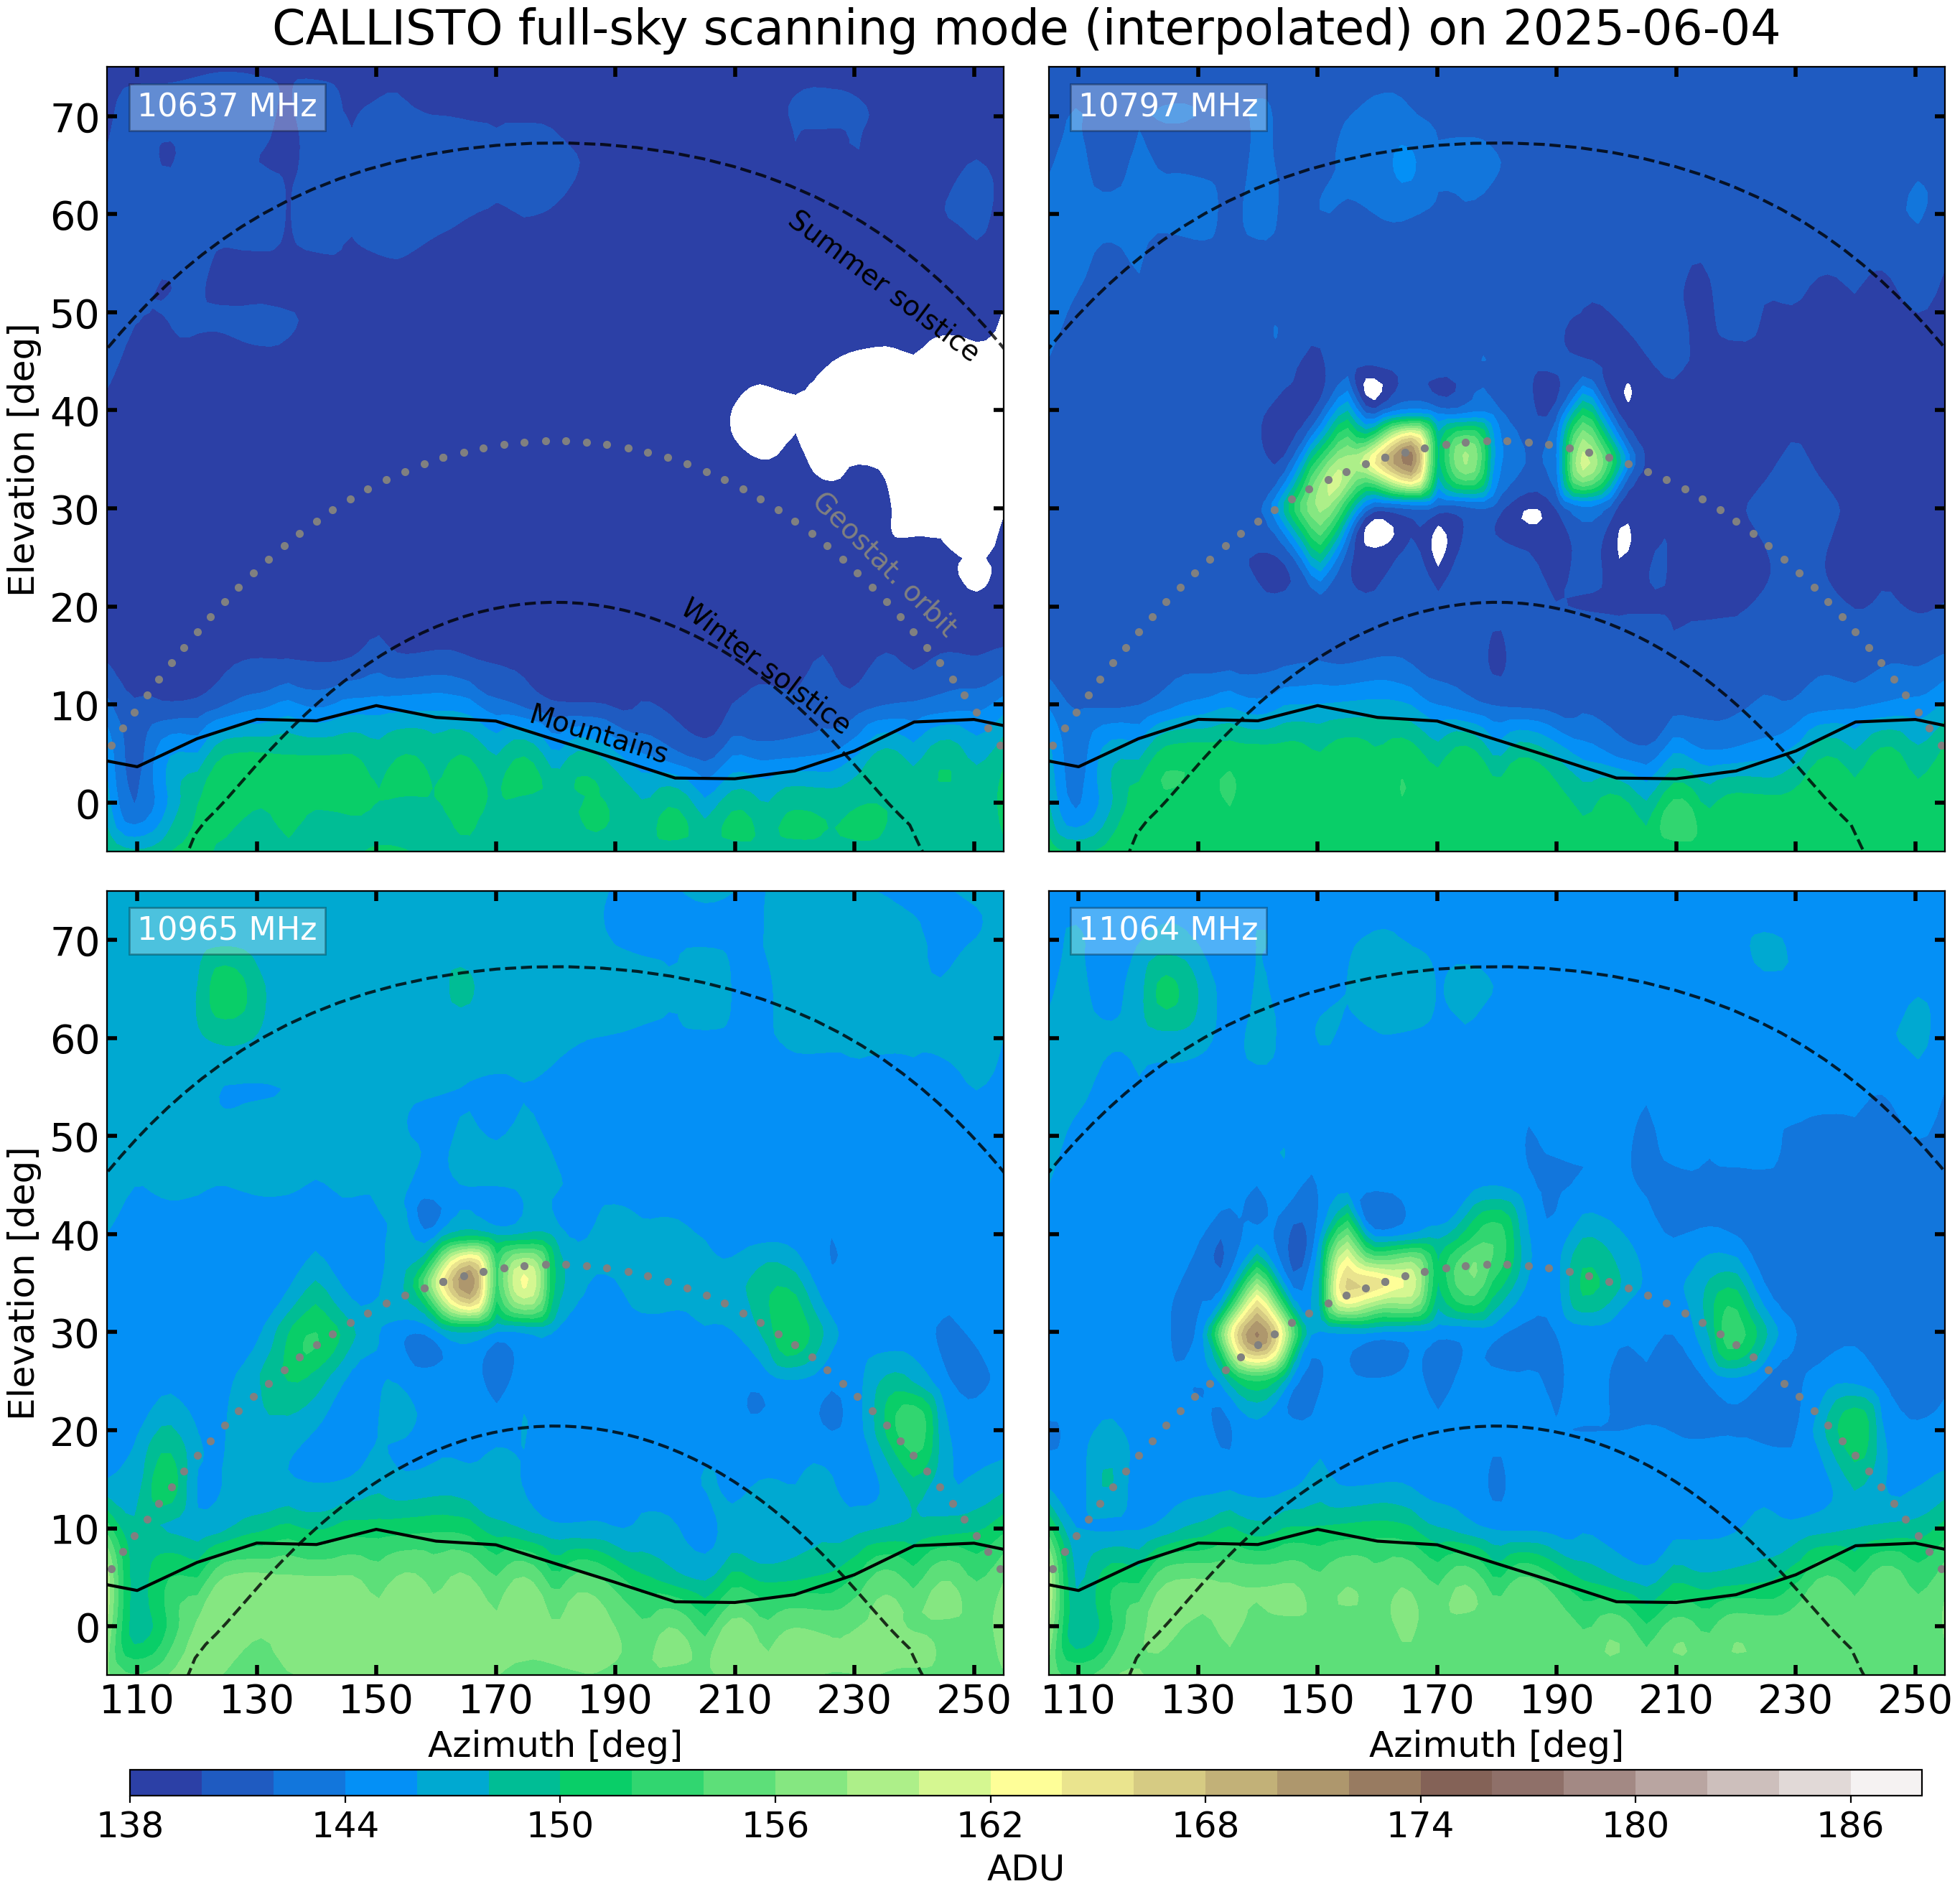 CALLISTO full-sky scanning mode (interpolated) on 2025-06-04
10637 MHz
10797 MHz
70
60
50
40
30
20
10
0
Elevation [deg]
Summer solstice
Geostat. orbit
Winter solstice
Mountains
10965 MHz
11064 MHz
70
60
50
40
30
20
10
0
Elevation [deg]
110 130 150 170 190 210 230 250
110 130 150 170 190 210 230 250
Azimuth [deg]
Azimuth [deg]
138 144 150 156 162 168 174 180 186
ADU